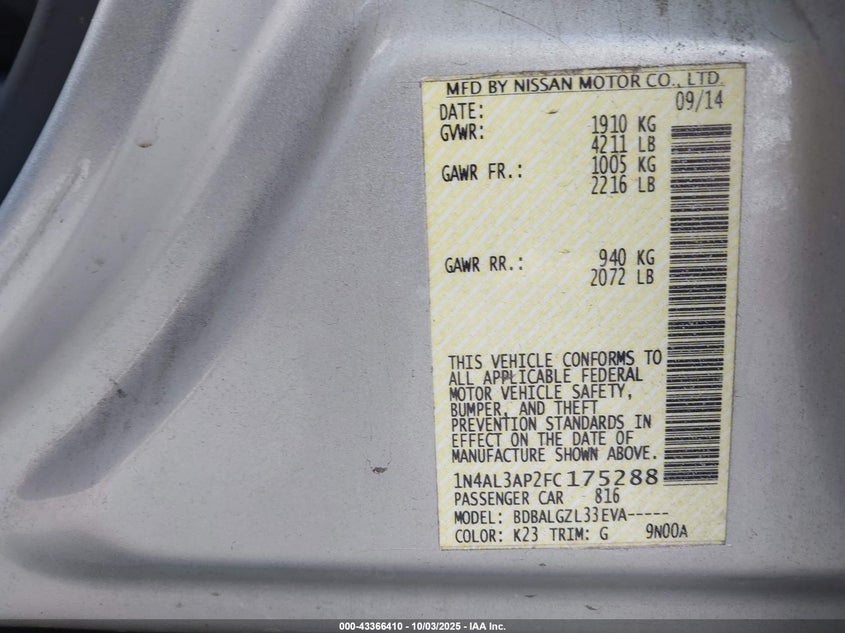 MFD BY NISSAN MOTOR CO., LTD.
DATE: 09/14
GVWR: 1910 KG
4211 LB
GAWR FR.: 1005 KG
2216 LB
GAWR RR.: 940 KG
2072 LB
THIS VEHICLE CONFORMS TO
ALL APPLICABLE FEDERAL
MOTOR VEHICLE SAFETY,
BUMPER, AND THEFT
PREVENTION STANDARDS IN
EFFECT ON THE DATE OF
MANUFACTURE SHOWN ABOVE.
1N4AL3AP2FC175288
PASSENGER CAR 816
MODEL: BDBALGZL33EVA-----
COLOR: K23 TRIM: G 9N00A
000-43366410 - 10/03/2025 - IAA Inc.